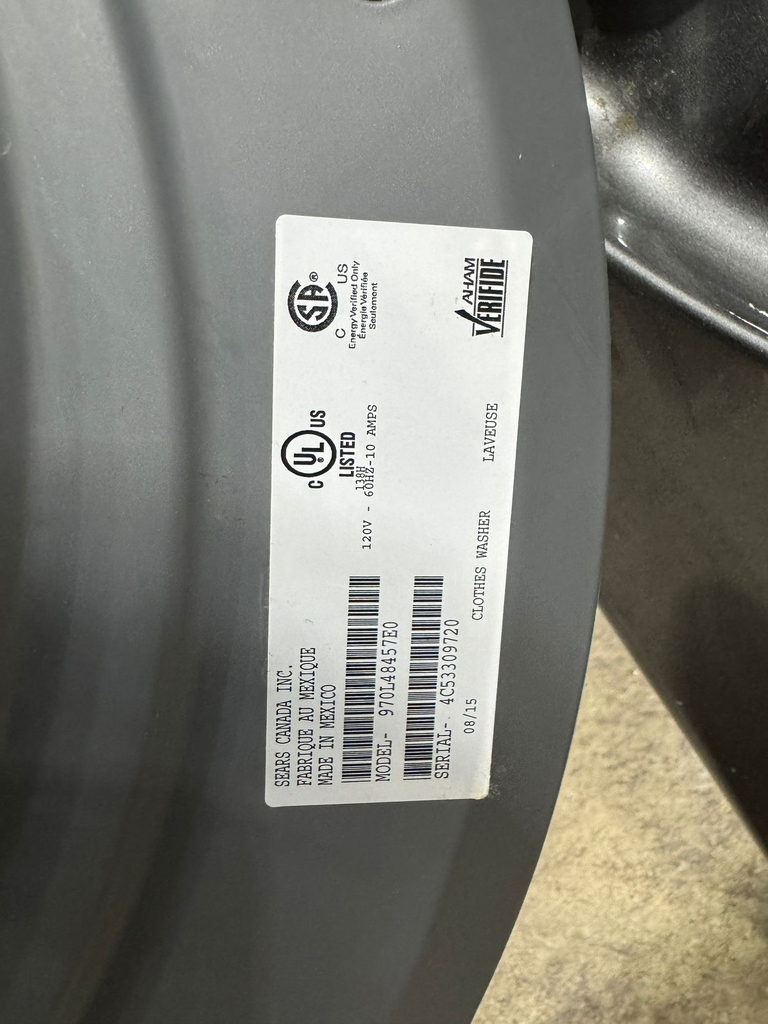 SEARS CANADA INC.
FABRIQUE AU MEXIQUE
MADE IN MEXICO
MODEL- 970L48457E0
SERIAL- 4C53309720
08/15
C UL US
®
LISTED
138H
120V - 60HZ-10 AMPS
CLOTHES WASHER LAVEUSE
SA®
C US
Energy Verified Only
Énergie Vérifiée
Seulement
AHAM
VERIFIDE